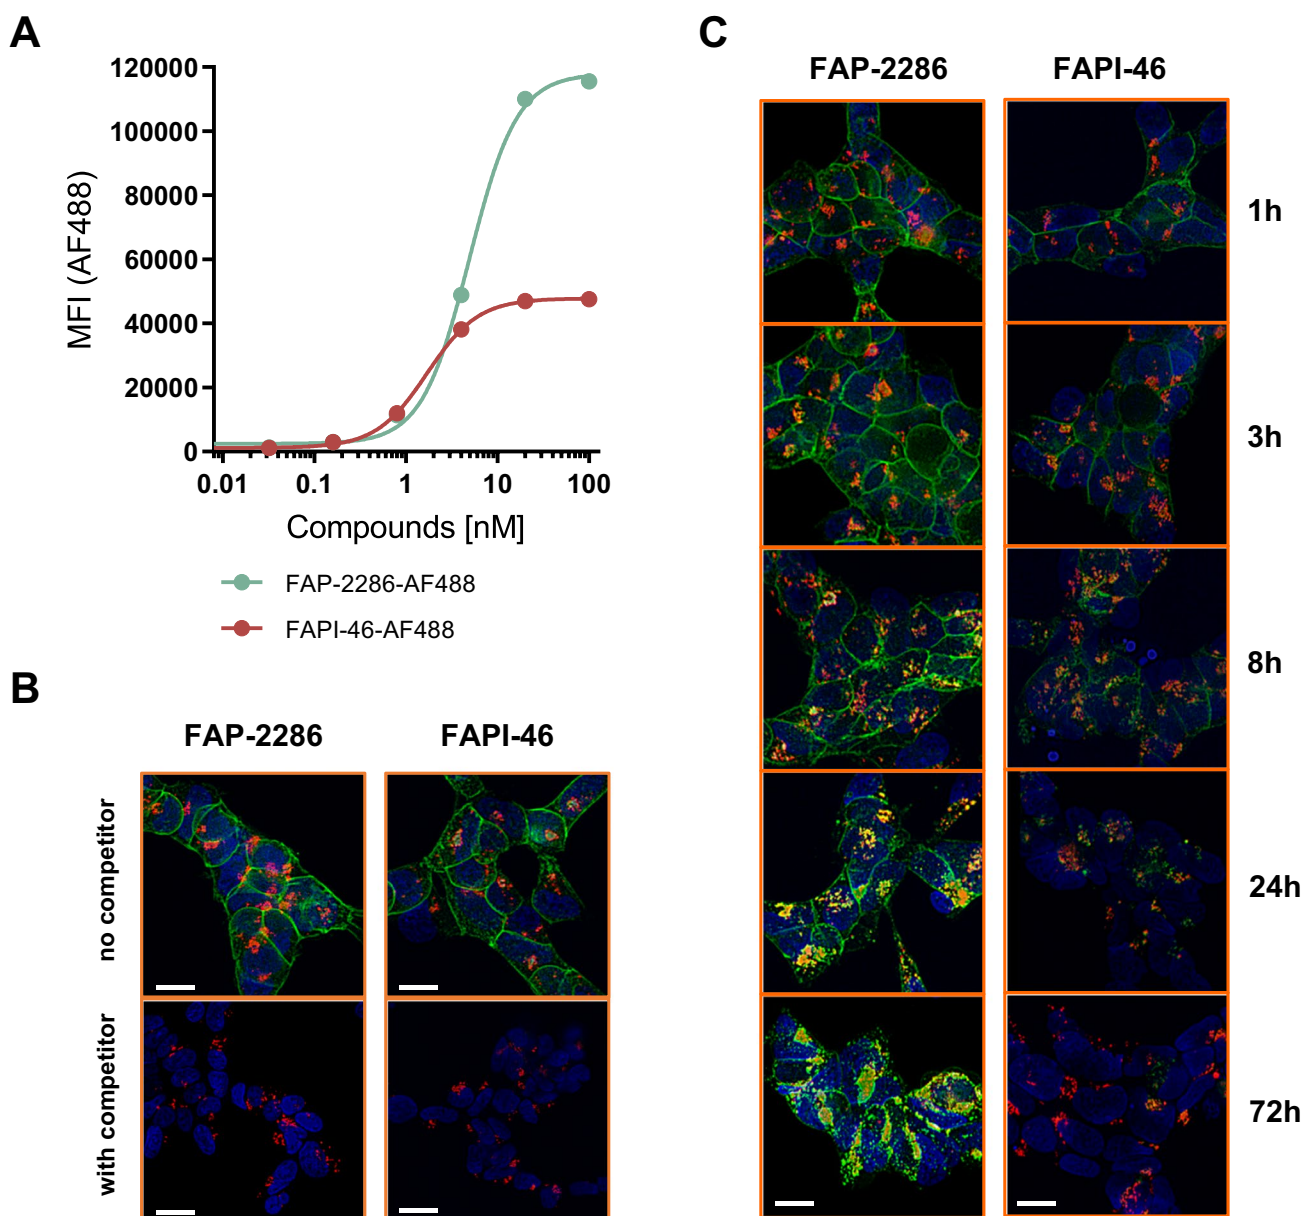 A
120000
100000
80000
60000
40000
20000
0
MFI (AF488)
0.01 0.1 1 10 100
Compounds [nM]
FAP-2286-AF488
FAPI-46-AF488
B
FAP-2286 FAPI-46
no competitor
with competitor
C
FAP-2286 FAPI-46
1h
3h
8h
24h
72h